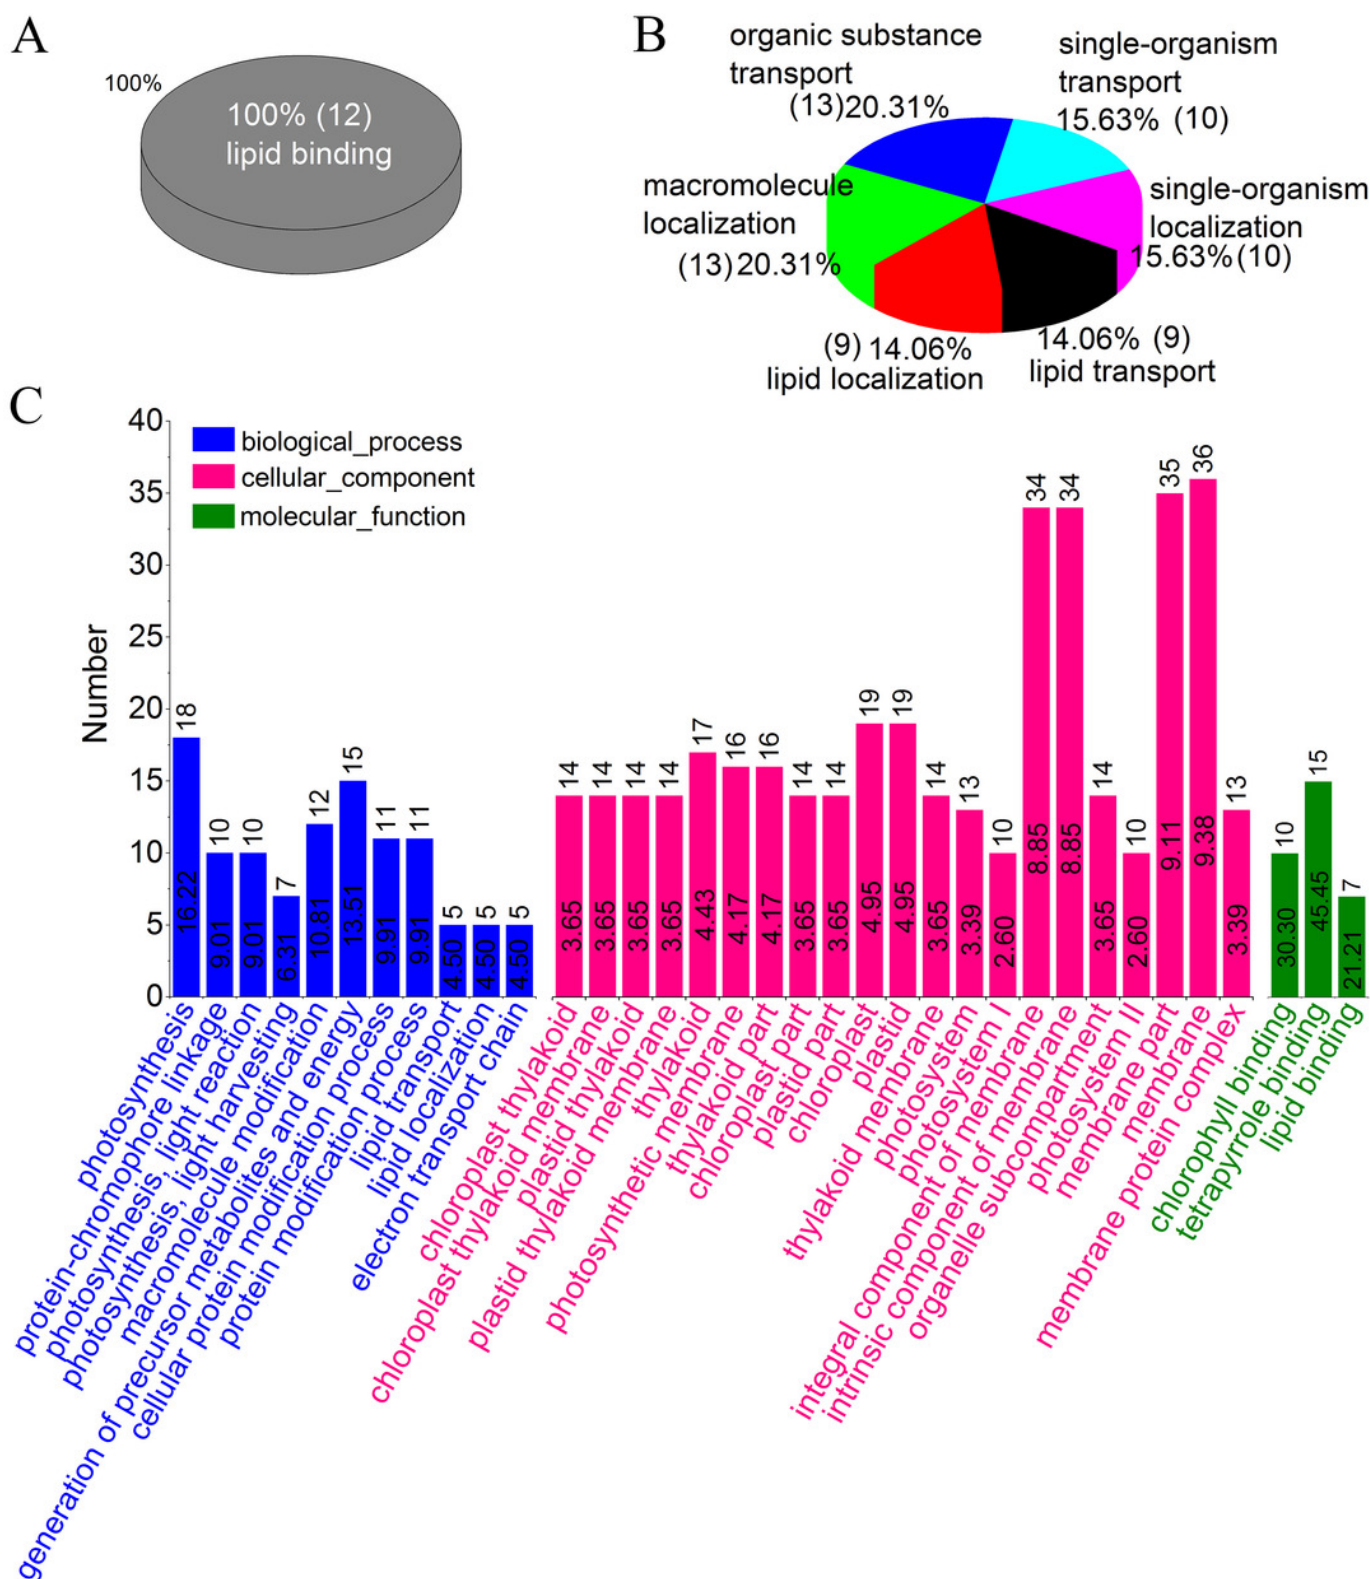 A
100%
100% (12)
lipid binding
B
organic substance
transport
(13)20.31%
single-organism
transport
15.63% (10)
macromolecule
localization
(13)20.31%
single-organism
localization
15.63%(10)
(9)14.06%
lipid localization
14.06% (9)
lipid transport
C
biological_process
cellular_component
molecular_function
Number
40
35
30
25
20
15
10
5
0
18
10
10
7
12
15
11
11
5
5
5
14
14
14
14
17
16
16
14
14
19
19
14
13
10
34
34
14
10
35
36
13
10
15
7
16.22
9.01
9.01
6.31
10.81
13.51
9.91
9.91
4.50
4.50
4.50
3.65
3.65
3.65
3.65
4.43
4.17
4.17
3.65
3.65
4.95
4.95
3.65
3.39
2.60
8.85
8.85
3.65
2.60
9.11
9.38
3.39
30.30
45.45
21.21
photosynthesis
protein-chromophore linkage
photosynthesis, light reaction
photosynthesis, light harvesting
macromolecule modification
generation of precursor metabolites and energy
cellular protein modification process
protein modification process
lipid transport
lipid localization
electron transport chain
chloroplast thylakoid
chloroplast thylakoid membrane
plastid thylakoid
plastid thylakoid membrane
thylakoid
photosynthetic membrane
thylakoid part
chloroplast part
plastid part
chloroplast
plastid
thylakoid membrane
photosystem
photosystem I
integral component of membrane
intrinsic component of membrane
organelle subcompartment
photosystem II
membrane part
membrane
membrane protein complex
chlorophyll binding
tetrapyrrole binding
lipid binding